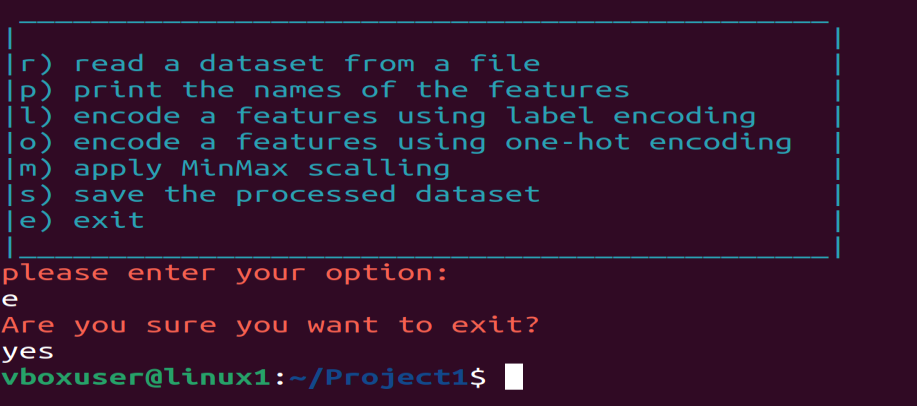 r) read a dataset from a file
p) print the names of the features
l) encode a features using label encoding
o) encode a features using one-hot encoding
m) apply MinMax scalling
s) save the processed dataset
e) exit
please enter your option:
e
Are you sure you want to exit?
yes
vboxuser@linux1:~/Project1$